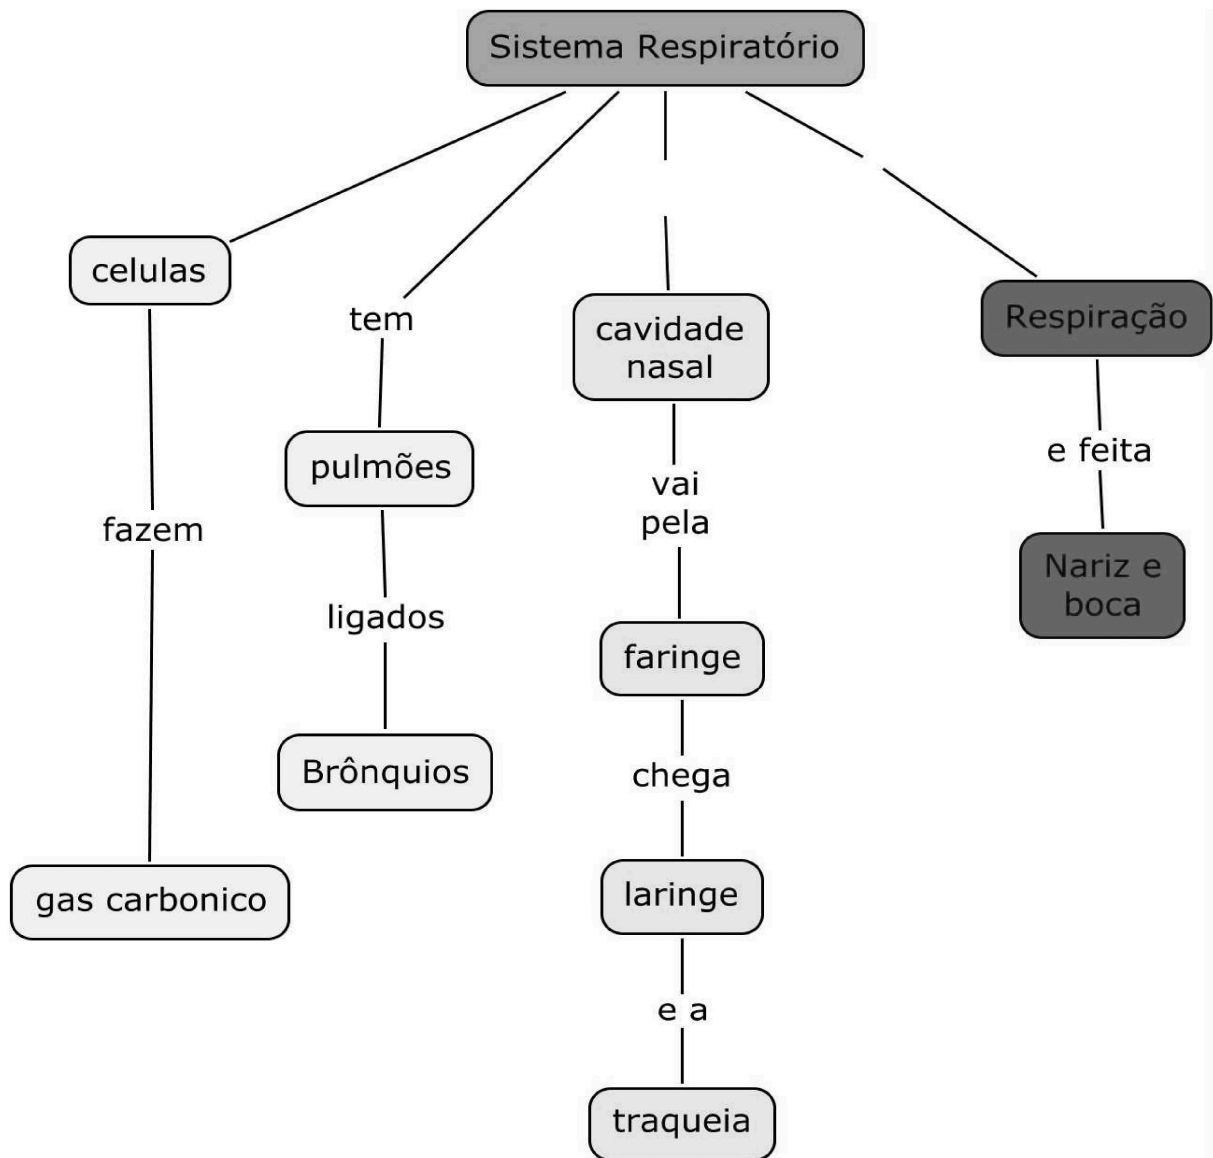 Sistema Respiratório
celulas
fazem
gas carbonico
tem
pulmões
ligados
Brônquios
cavidade
nasal
vai
pela
faringe
chega
laringe
e a
traqueia
Respiração
e feita
Nariz e
boca